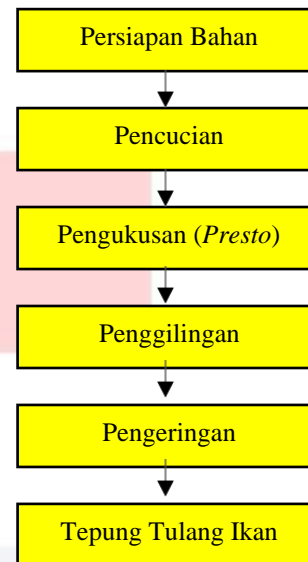 Persiapan Bahan
Pencucian
Pengukusan (Presto)
Penggilingan
Pengeringan
Tepung Tulang Ikan